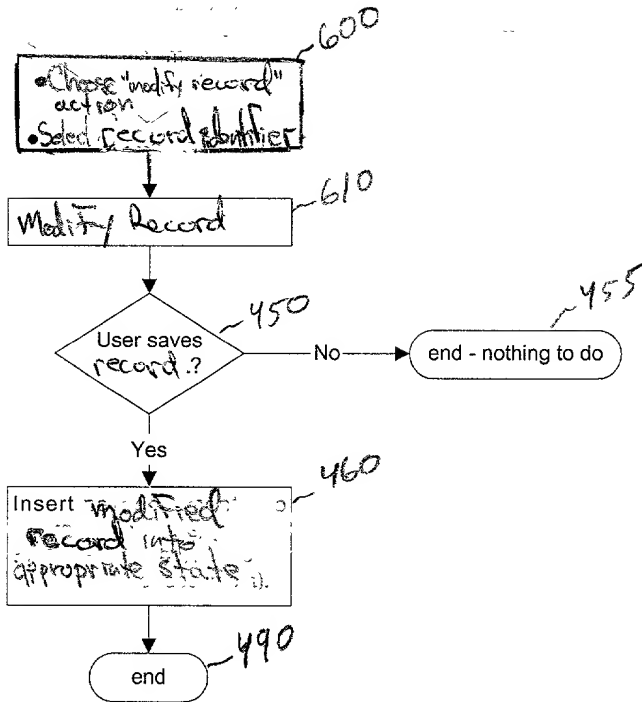 600
•Choose "modify record"
action
•Select record identifier
610
Modify Record
450
455
User saves
record.?
No
end - nothing to do
Yes
460
Insert modified
record into
appropriate state
490
end